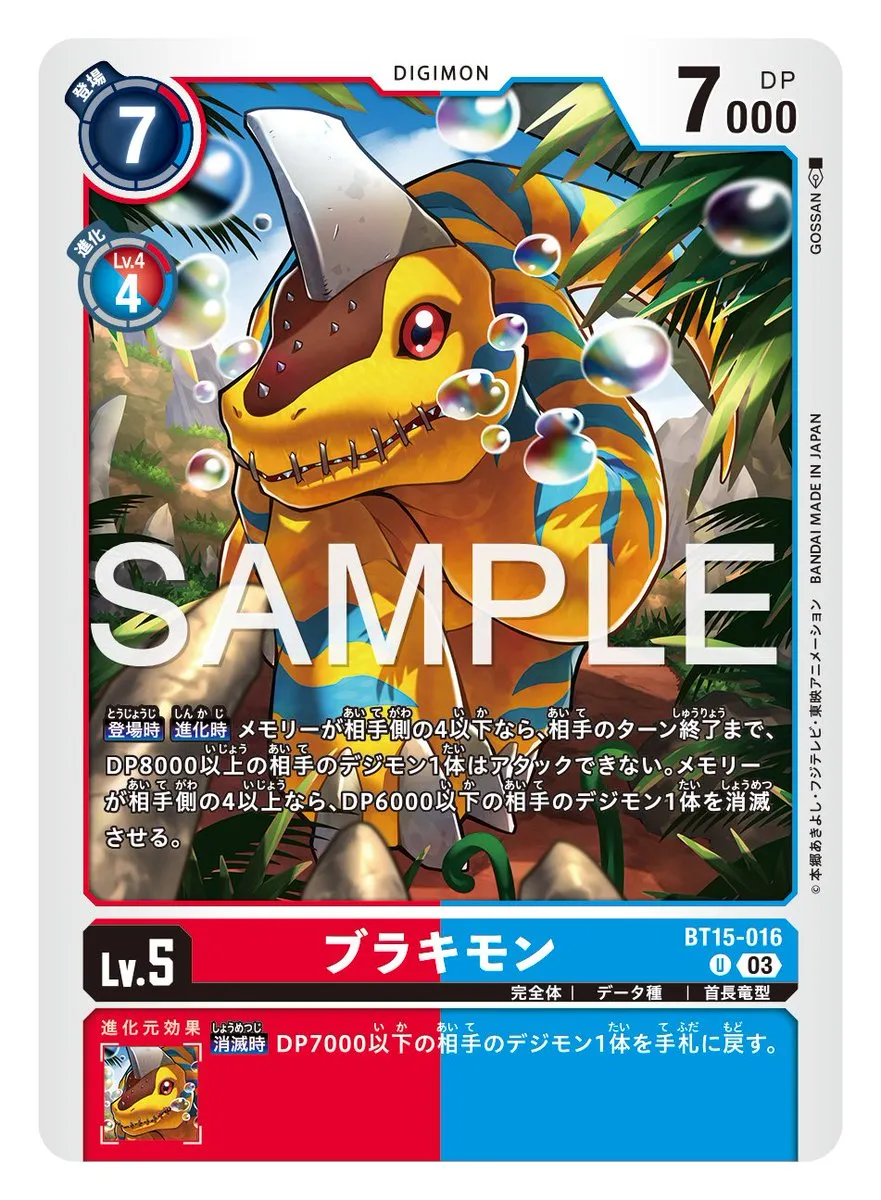 DIGIMON
登場
7
DP
7000
進化
Lv.4
4
GOSSAN
BANDAI MADE IN JAPAN
©本郷あきよし・フジテレビ・東映アニメーション
SAMPLE
登場時 進化時 メモリーが相手側の4以下なら、相手のターン終了まで、
DP8000以上の相手のデジモン1体はアタックできない。メモリー
が相手側の4以上なら、DP6000以下の相手のデジモン1体を消滅
させる。
Lv.5
ブラキモン
BT15-016
U 03
完全体 | データ種 | 首長竜型
進化元効果
消滅時 DP7000以下の相手のデジモン1体を手札に戻す。